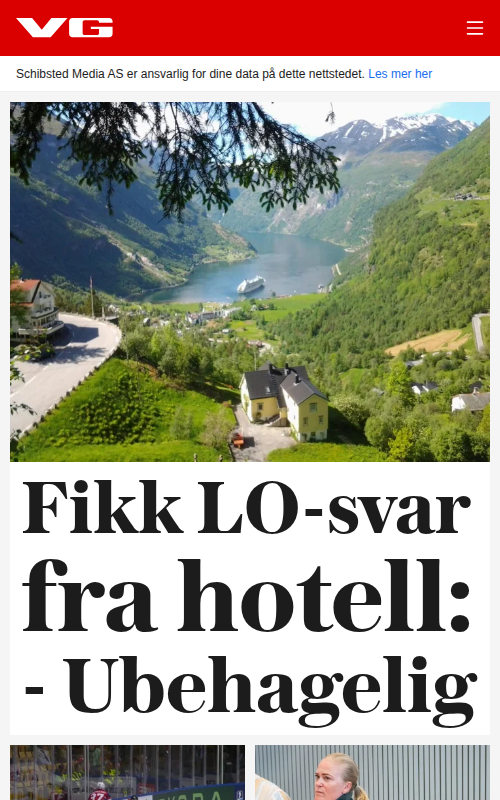 VG
Schibsted Media AS er ansvarlig for dine data på dette nettstedet. Les mer her
Fikk LO-svar
fra hotell:
- Ubehagelig